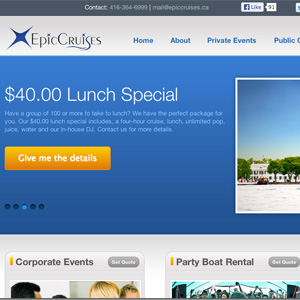 Contact: 416-364-6999 | mail@epiccruises.ca
Like 91
EpicCruises
Home About Private Events Public
$40.00 Lunch Special
Have a group of 100 or more to take to lunch? We have the perfect package for
you. Our $40.00 lunch special includes, a four-hour cruise, lunch, unlimited pop,
juice, water and our in-house DJ. Contact us for more details.
Give me the details
Corporate Events Get Quote
Party Boat Rental Get Quote